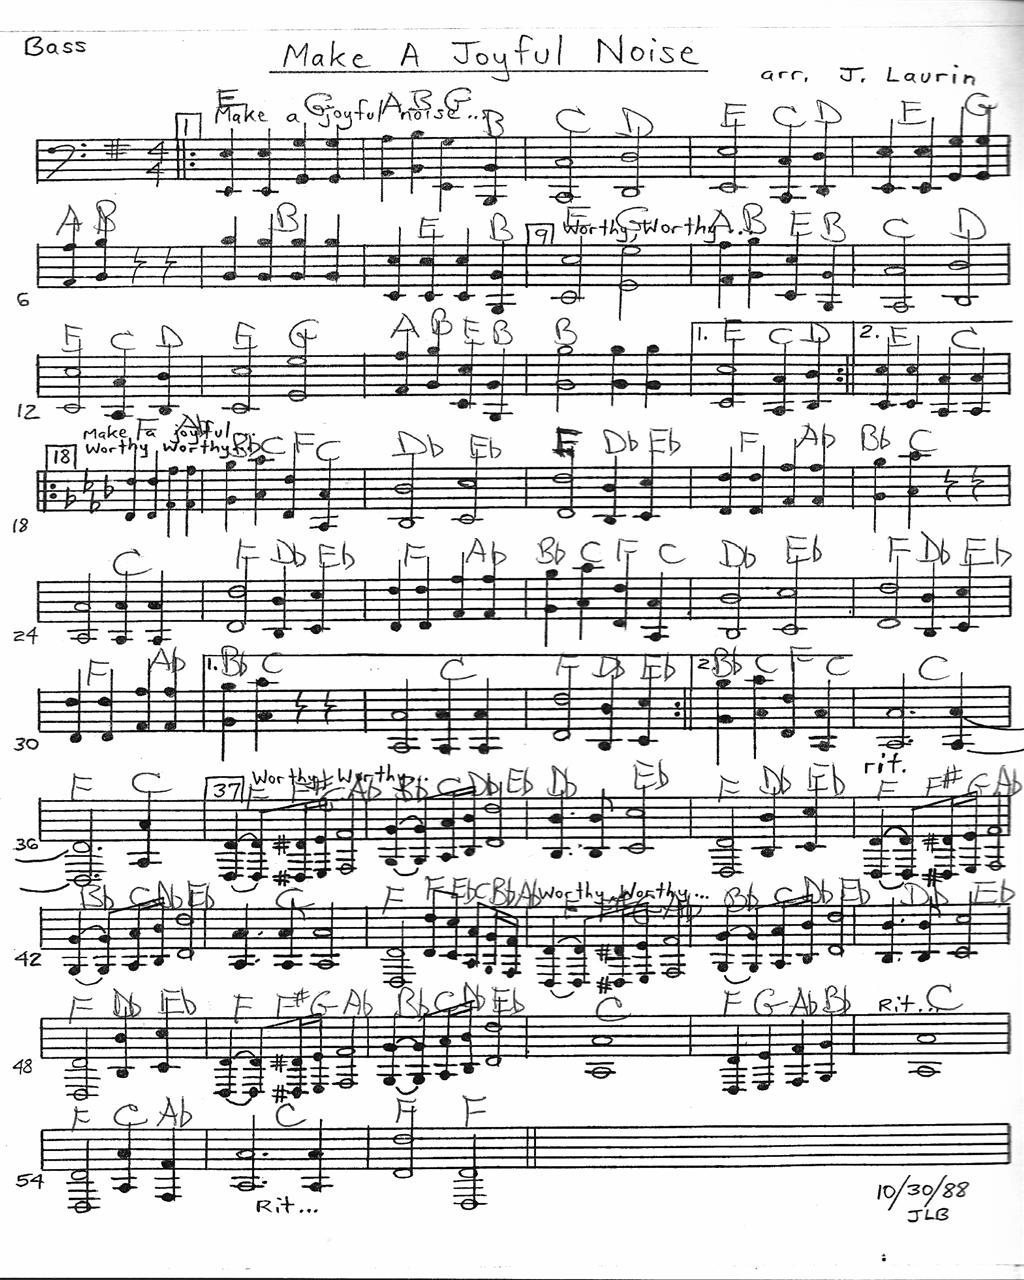 Bass
Make A Joyful Noise
arr. J. Laurin
E G A B G B C D E C D E G
1 Make a joyful noise...
4
4
A B B E B E G A B E B C D
9 Worthy, Worthy...
6
E C D E G A B E B B 1. E C D 2. E C
12
Make a joyful
18 Worthy Worthy...
F Ab Bb C F C Db Eb F Db Eb F Ab Bb C
18
C F Db Eb F Ab Bb C F C Db Eb F Db Eb
24
F Ab 1. Bb C C F Db Eb 2. Bb C F C C
30
rit.
F C 37 Worthy, Worthy...
F F# G Ab Bb C Db Eb Db Eb F Db Eb F F# G Ab
36
Bb C Db Eb C F F Eb C Bb Ab Worthy, Worthy...
F F# G Ab Bb C Db Eb Db Eb
42
F Db Eb F F# G Ab Bb C Db Eb C F G Ab Bb Rit... C
48
F C Ab C F F
54
Rit...
10/30/88
JLB